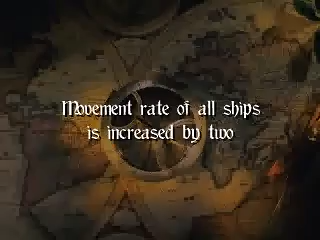 Movement rate of all ships
is increased by two